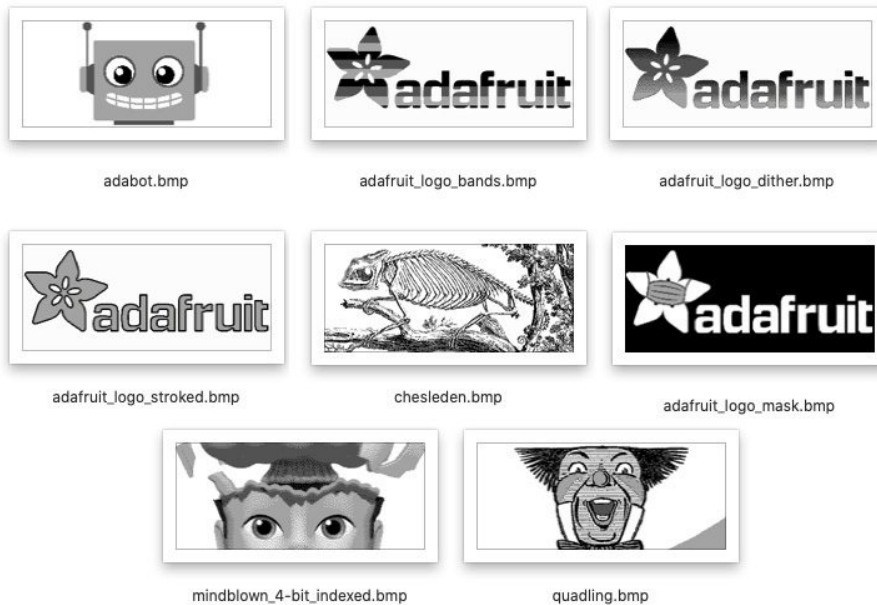 adafruit
adafruit
adabot.bmp
adafruit_logo_bands.bmp
adafruit_logo_dither.bmp
adafruit
adafruit
adafruit_logo_stroked.bmp
chesleden.bmp
adafruit_logo_mask.bmp
mindblown_4-bit_indexed.bmp
quadling.bmp